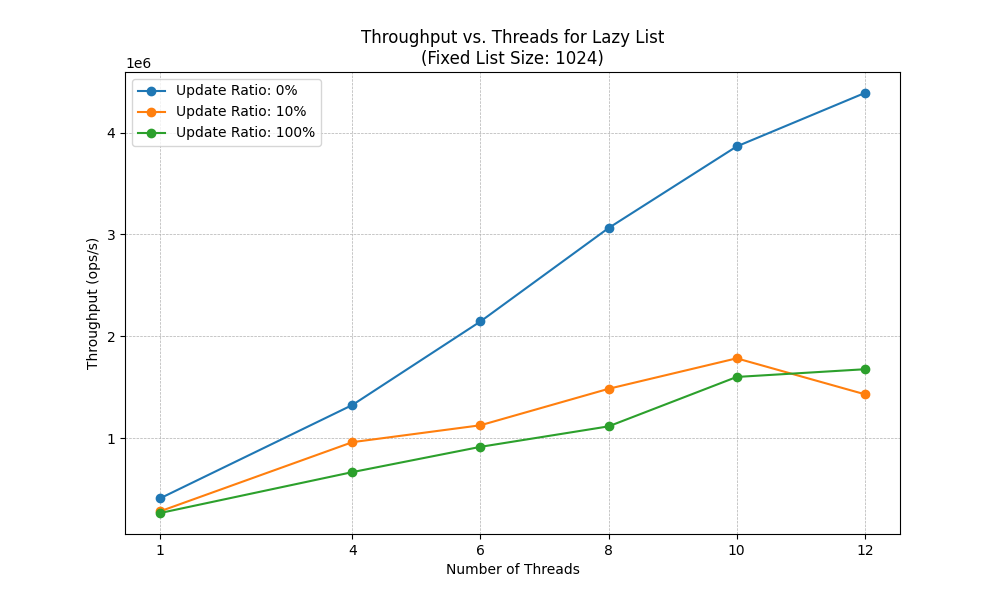 Throughput vs. Threads for Lazy List
(Fixed List Size: 1024)
1e6
Update Ratio: 0%
Update Ratio: 10%
Update Ratio: 100%
4
3
2
1
Throughput (ops/s)
1 4 6 8 10 12
Number of Threads